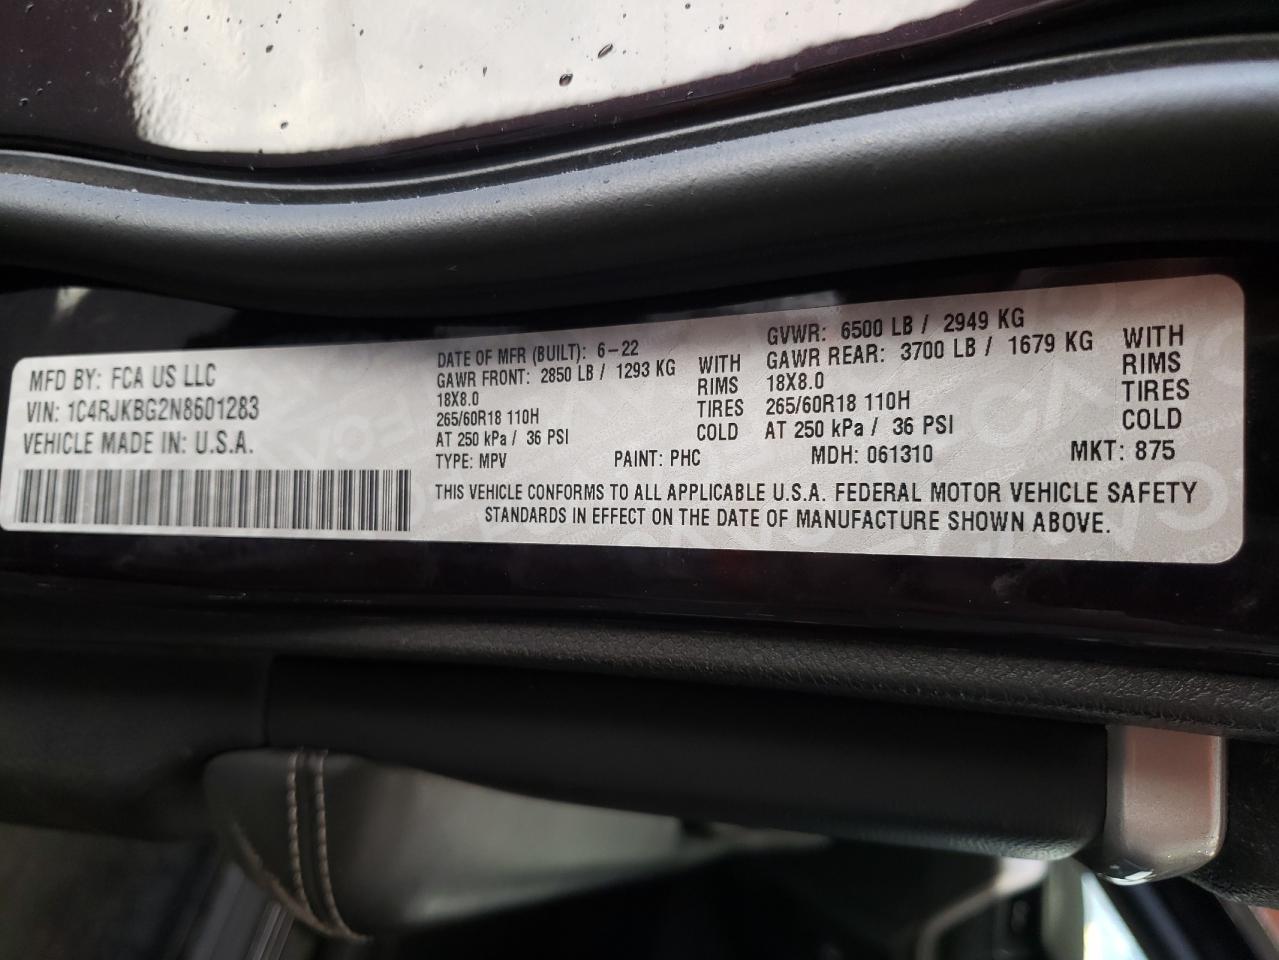 MFD BY: FCA US LLC
VIN: 1C4RJKBG2N8601283
VEHICLE MADE IN: U.S.A.
DATE OF MFR (BUILT): 6-22
GAWR FRONT: 2850 LB / 1293 KG WITH
18X8.0 RIMS
265/60R18 110H TIRES
AT 250 kPa / 36 PSI COLD
TYPE: MPV PAINT: PHC
GVWR: 6500 LB / 2949 KG
GAWR REAR: 3700 LB / 1679 KG WITH
18X8.0 RIMS
265/60R18 110H TIRES
AT 250 kPa / 36 PSI COLD
MDH: 061310 MKT: 875
THIS VEHICLE CONFORMS TO ALL APPLICABLE U.S.A. FEDERAL MOTOR VEHICLE SAFETY
STANDARDS IN EFFECT ON THE DATE OF MANUFACTURE SHOWN ABOVE.